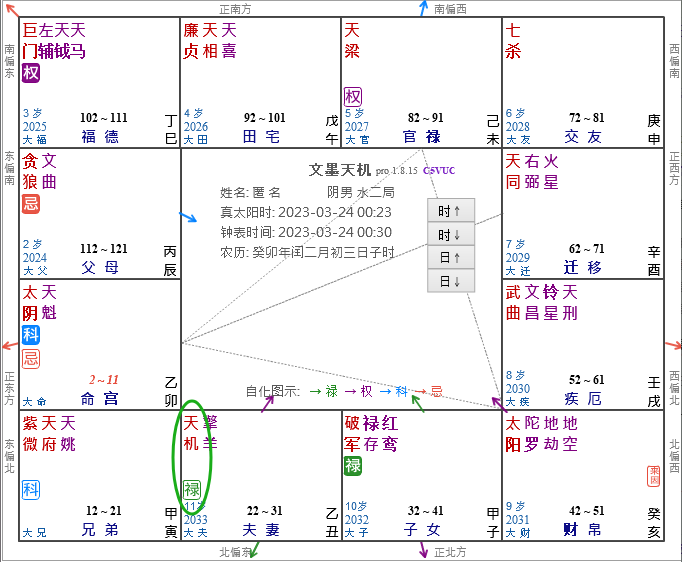 正南方
南偏西
南偏东
西偏南
东偏南
正西方
正东方
西偏北
东偏北
北偏西
北偏东
正北方
巨左天天
门辅钺马
权
3岁
2025
大福
102~111
福德
丁
巳
廉天天
贞相喜
4岁
2026
大田
92~101
田宅
戊
午
天
梁
权
5岁
2027
大官
82~91
官禄
己
未
七
杀
6岁
2028
大友
72~81
交友
庚
申
贪文
狼曲
忌
2岁
2024
大父
112~121
父母
丙
辰
文墨天机 pro 1.8.15 C5VUC
姓名: 匿名 阴男 水二局
真太阳时: 2023-03-24 00:23
钟表时间: 2023-03-24 00:30
农历: 癸卯年闰二月初三日子时
时↑
时↓
日↑
日↓
自化图示: →禄 →权 →科 →忌
天右火
同弼星
7岁
2029
大迁
62~71
迁移
辛
酉
太天
阴魁
科
忌
大命
2~11
命宫
乙
卯
武文铃天
曲昌星刑
8岁
2030
大疾
52~61
疾厄
壬
戌
紫天天
微府姚
科
大兄
12~21
兄弟
甲
寅
天擎
机羊
禄
11岁
2033
大夫
22~31
夫妻
乙
丑
破禄红
军存鸾
禄
10岁
2032
大子
32~41
子女
甲
子
太陀地地
阳罗劫空
来因
9岁
2031
大财
42~51
财帛
癸
亥